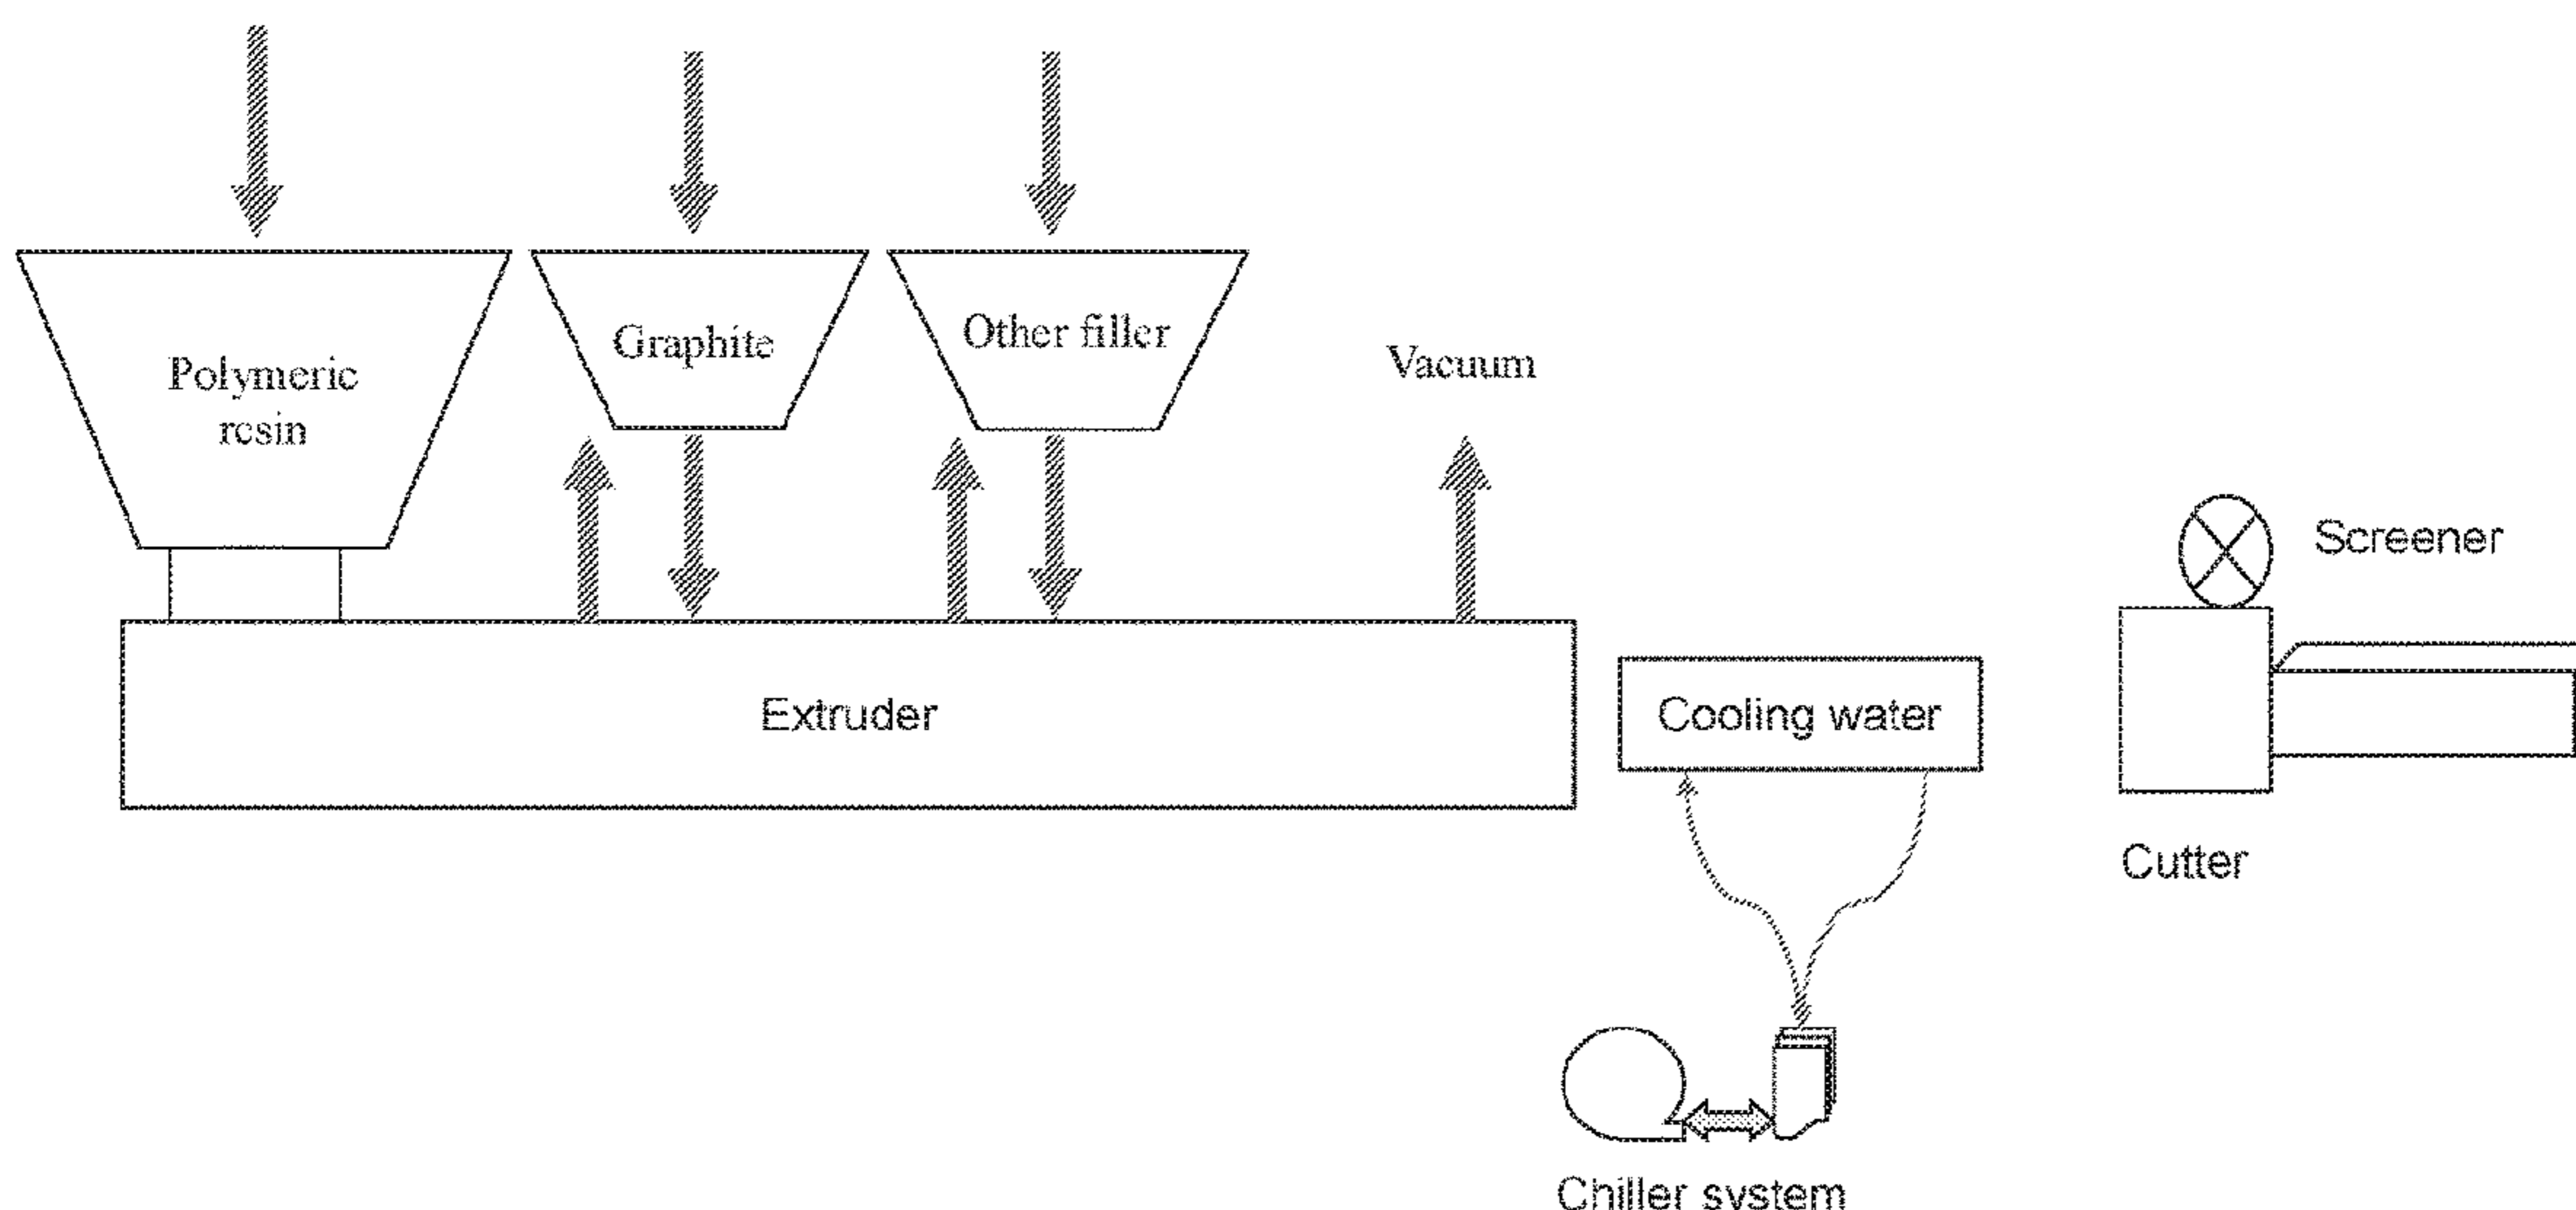 Polymeric
resin
Graphite
Other filler
Vacuum
Screener
Extruder
Cooling water
Cutter
Chiller system